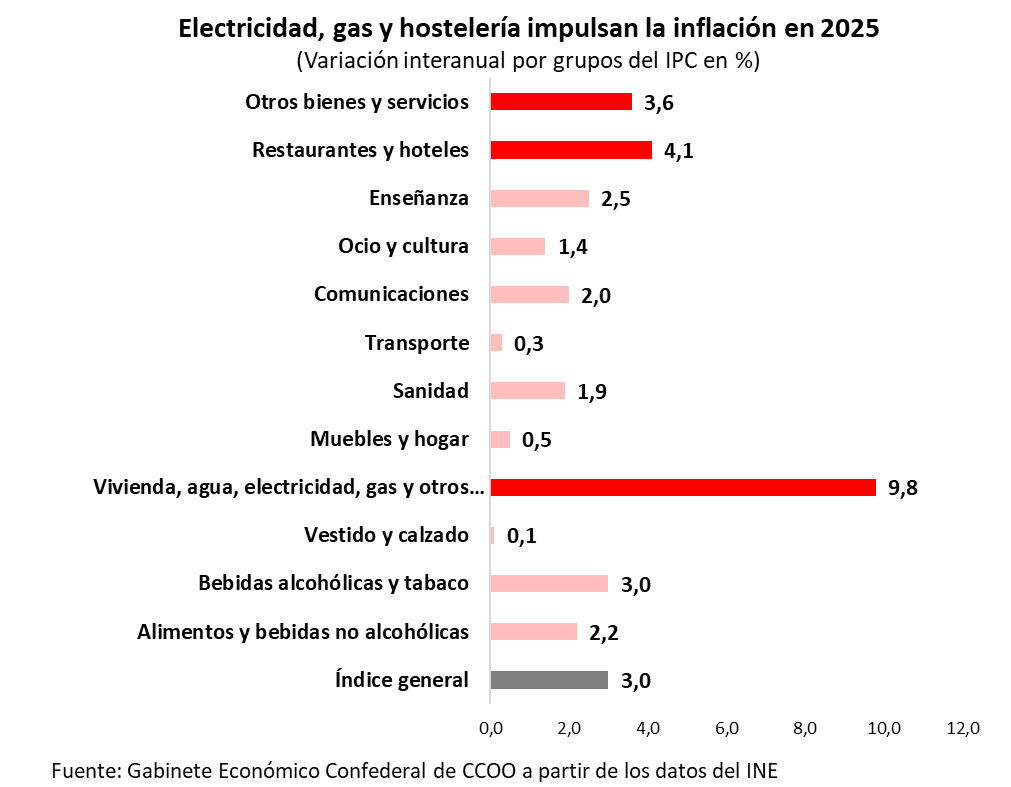 Electricidad, gas y hostelería impulsan la inflación en 2025
(Variación interanual por grupos del IPC en %)
Otros bienes y servicios 3,6
Restaurantes y hoteles 4,1
Enseñanza 2,5
Ocio y cultura 1,4
Comunicaciones 2,0
Transporte 0,3
Sanidad 1,9
Muebles y hogar 0,5
Vivienda, agua, electricidad, gas y otros... 9,8
Vestido y calzado 0,1
Bebidas alcohólicas y tabaco 3,0
Alimentos y bebidas no alcohólicas 2,2
Índice general 3,0
0,0 2,0 4,0 6,0 8,0 10,0 12,0
Fuente: Gabinete Económico Confederal de CCOO a partir de los datos del INE